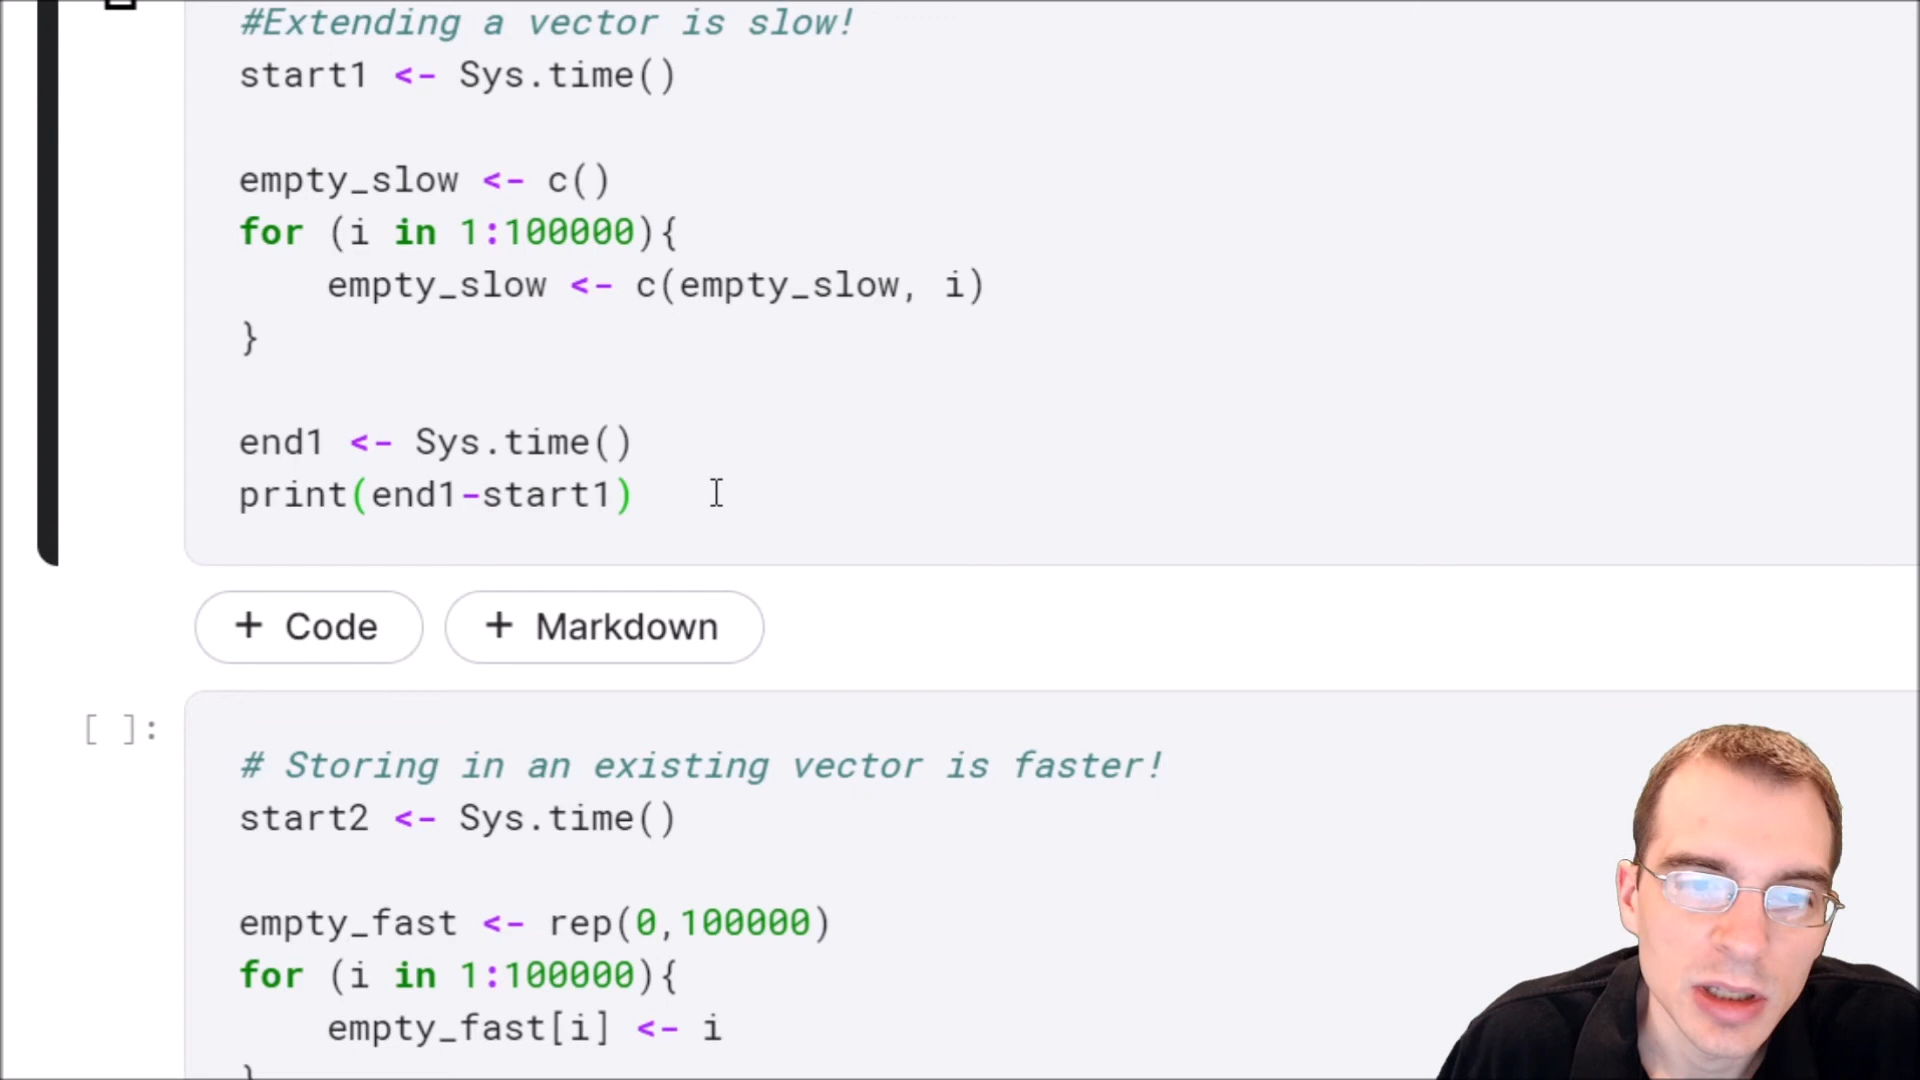 #Extending a vector is slow!
start1 <- Sys.time()
empty_slow <- c()
for (i in 1:100000){
    empty_slow <- c(empty_slow, i)
}
end1 <- Sys.time()
print(end1-start1)
+ Code + Markdown
[ ]:
# Storing in an existing vector is faster!
start2 <- Sys.time()
empty_fast <- rep(0,100000)
for (i in 1:100000){
    empty_fast[i] <- i
}